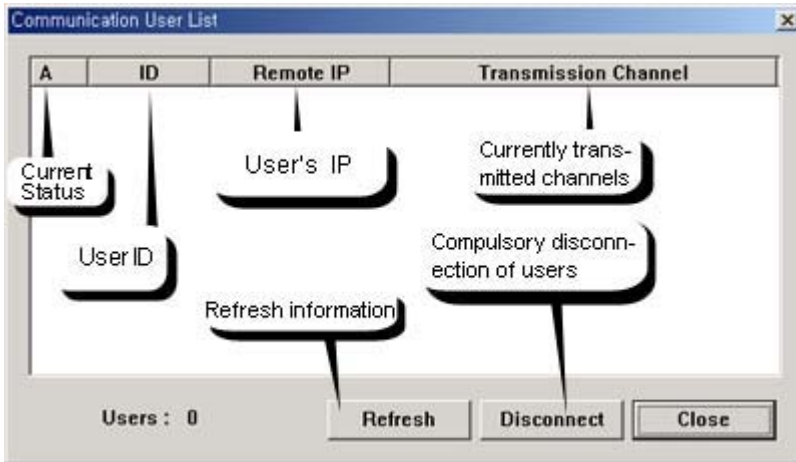 Communication User List
A ID Remote IP Transmission Channel
Current
Status
User ID
User's IP
Currently trans-
mitted channels
Compulsory disconn-
ection of users
Refresh information
Users : 0
Refresh
Disconnect
Close